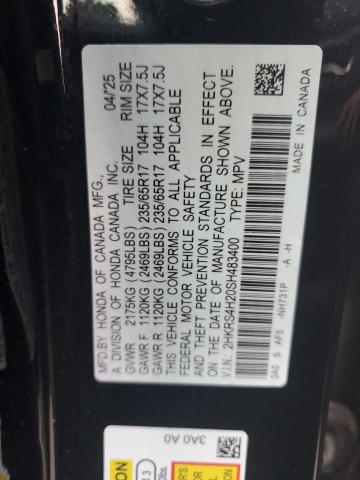 MFD.BY HONDA OF CANADA MFG., 04/25
A DIVISION OF HONDA CANADA INC.
GVWR 2175KG (4795LBS) TIRE SIZE RIM SIZE
GAWR F 1120KG (2469LBS) 235/65R17 104H 17X7.5J
GAWR R 1120KG (2469LBS) 235/65R17 104H 17X7.5J
THIS VEHICLE CONFORMS TO ALL APPLICABLE
FEDERAL MOTOR VEHICLE SAFETY
AND THEFT PREVENTION STANDARDS IN EFFECT
ON THE DATE OF MANUFACTURE SHOWN ABOVE.
V.I.N.: 2HKRS4H20SH483400 TYPE: MPV
3A0 S AF5 -NH731P -A -H MADE IN CANADA
3A0 A0